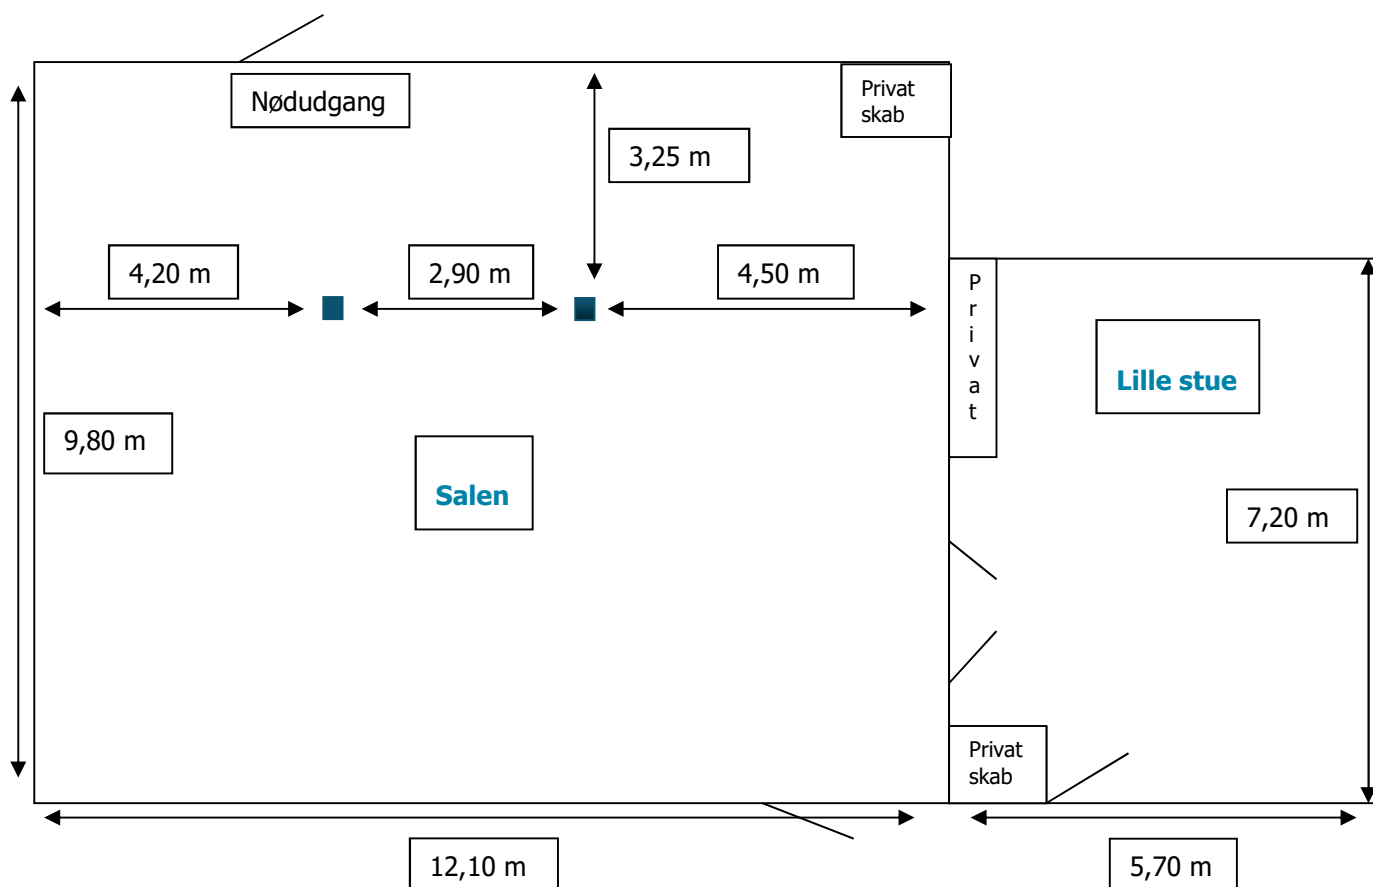 Nødudgang
Privat
skab
3,25 m
4,20 m
2,90 m
4,50 m
P
r
i
v
a
t
Lille stue
9,80 m
Salen
7,20 m
Privat
skab
12,10 m
5,70 m